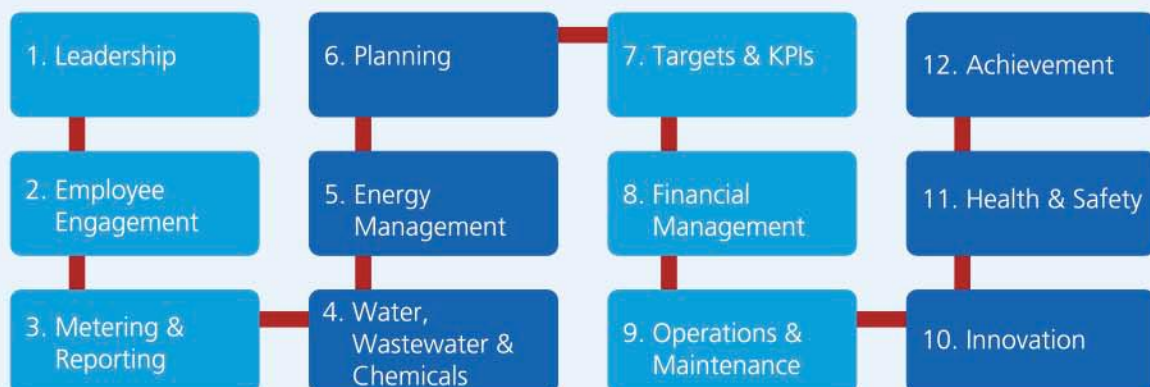 1. Leadership
2. Employee
Engagement
3. Metering &
Reporting
4. Water,
Wastewater &
Chemicals
5. Energy
Management
6. Planning
7. Targets & KPIs
8. Financial
Management
9. Operations &
Maintenance
10. Innovation
11. Health & Safety
12. Achievement